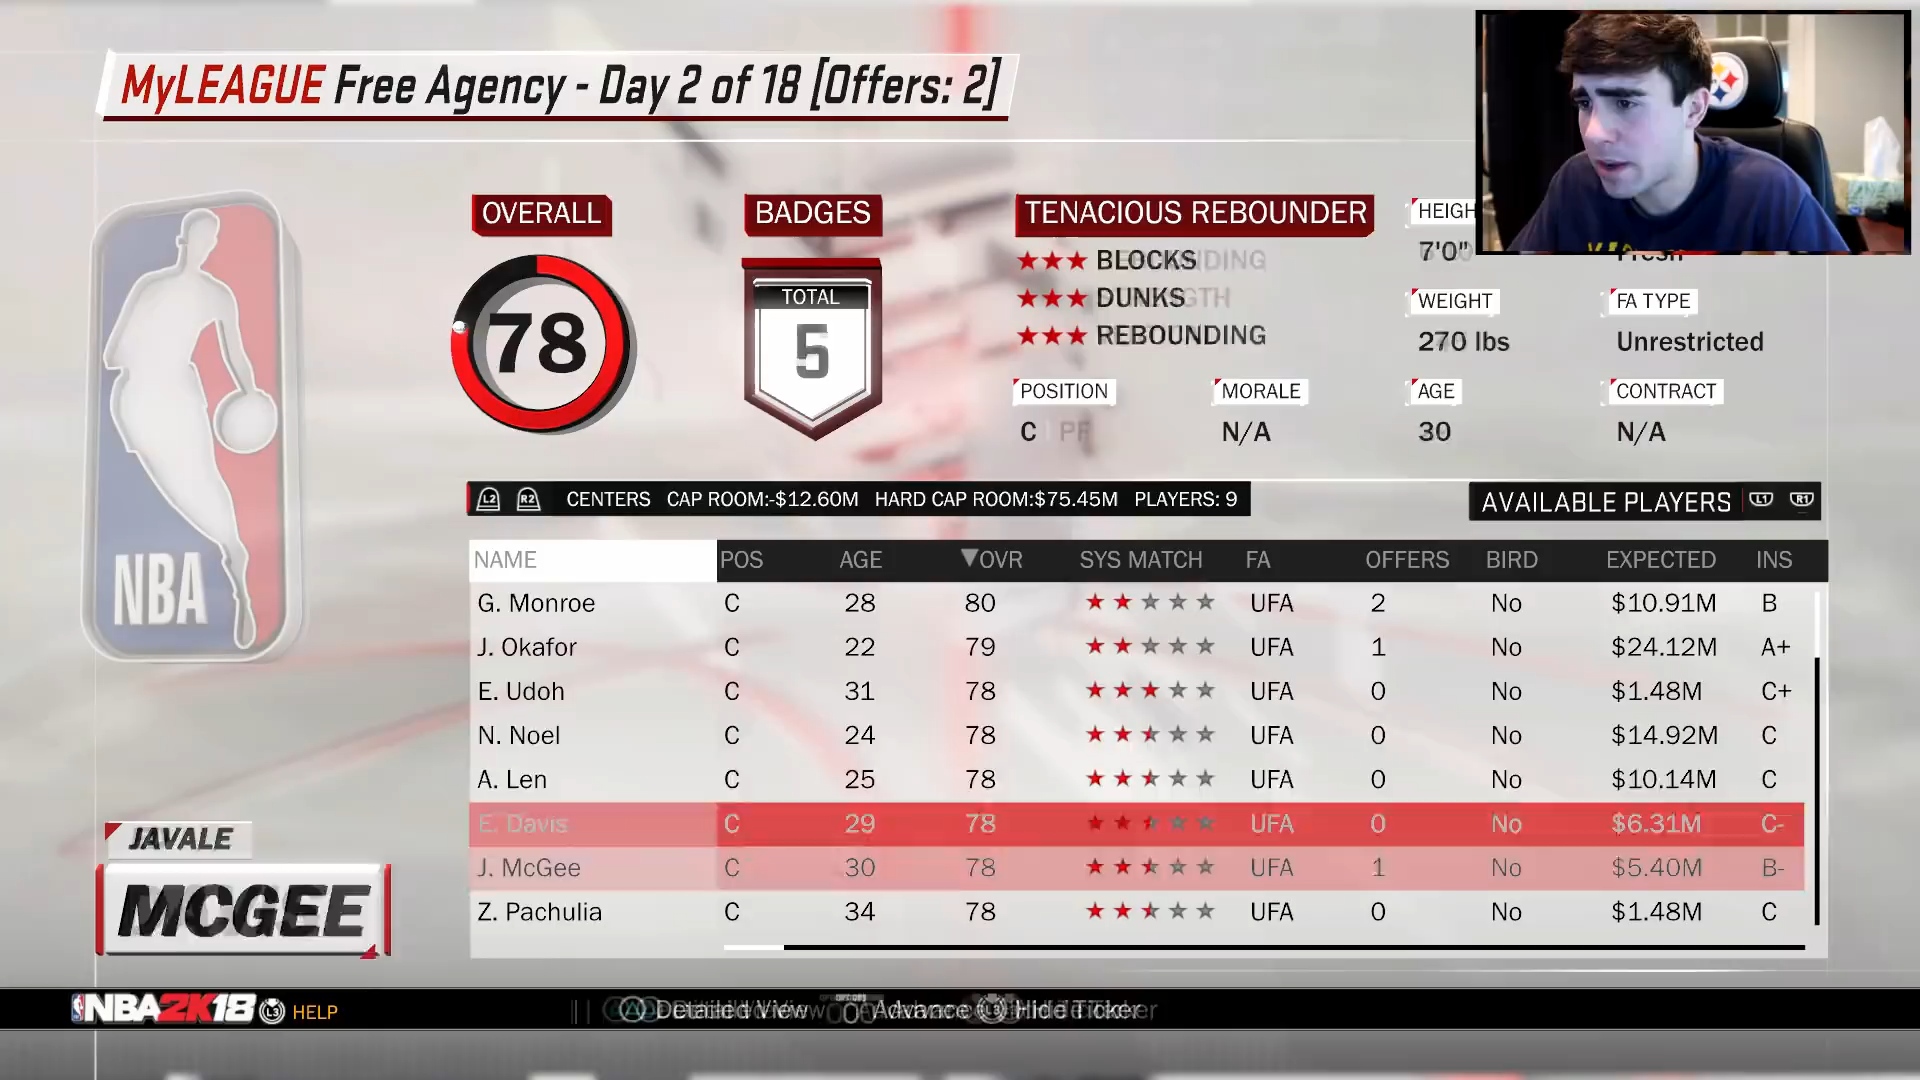 MyLEAGUE Free Agency - Day 2 of 18 [Offers: 2]
OVERALL
78
BADGES
TOTAL
5
TENACIOUS REBOUNDER
★★★ BLOCKS
★★★ DUNKS
★★★ REBOUNDING
POSITION
C PF
MORALE
N/A
HEIGH
7'0"
WEIGHT
270 lbs
AGE
30
FA TYPE
Unrestricted
CONTRACT
N/A
NBA
JAVALE
MCGEE
L2 R2 CENTERS CAP ROOM:-$12.60M HARD CAP ROOM:$75.45M PLAYERS: 9
AVAILABLE PLAYERS L1 R1
NAME POS AGE ▼OVR SYS MATCH FA OFFERS BIRD EXPECTED INS
G. Monroe C 28 80 UFA 2 No $10.91M B
J. Okafor C 22 79 UFA 1 No $24.12M A+
E. Udoh C 31 78 UFA 0 No $1.48M C+
N. Noel C 24 78 UFA 0 No $14.92M C
A. Len C 25 78 UFA 0 No $10.14M C
E. Davis C 29 78 UFA 0 No $6.31M C-
J. McGee C 30 78 UFA 1 No $5.40M B-
Z. Pachulia C 34 78 UFA 0 No $1.48M C
NBA2K18 L3 HELP
Detailed View Advance L3 Hide Ticker